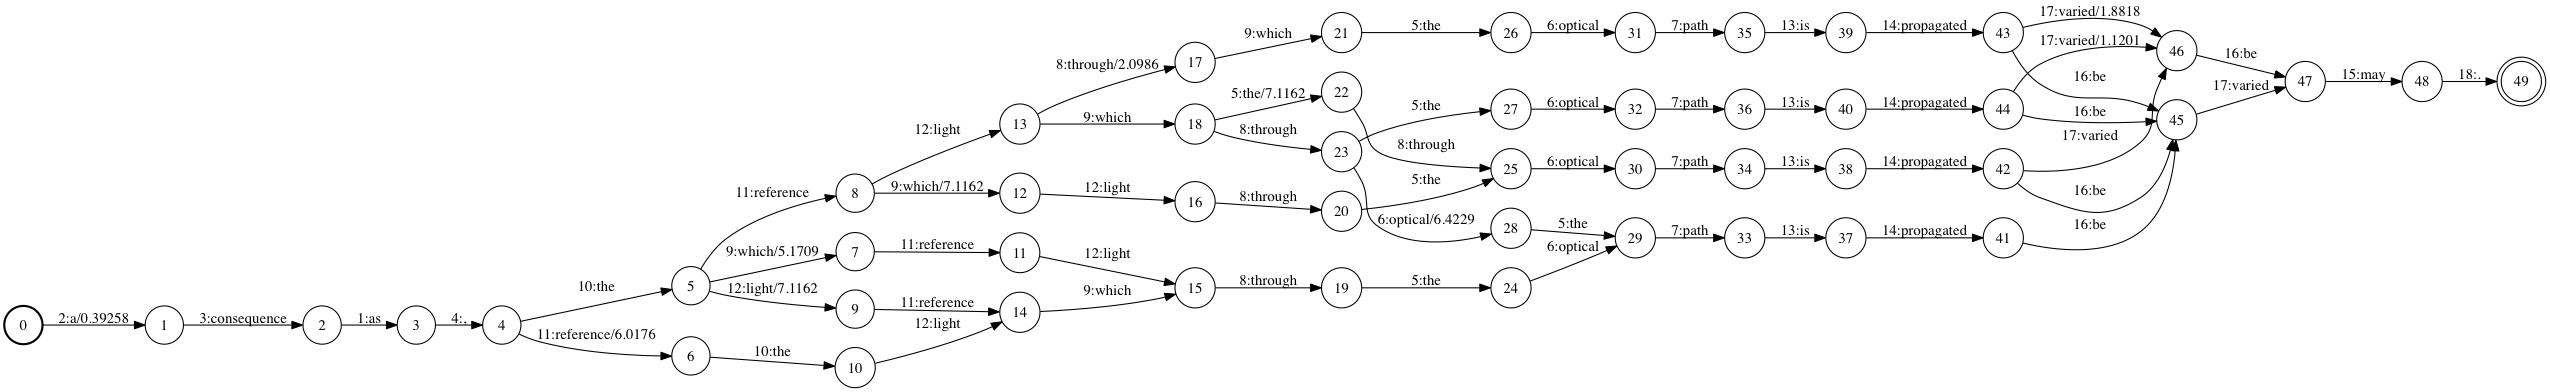 0 2:a/0.39258 1 3:consequence 2 1:as 3 4:, 4
10:the 5
11:reference/6.0176 6 10:the 10 12:light 14
11:reference 8
9:which/5.1709 7 11:reference 11 12:light 15
12:light/7.1162 9 11:reference 14 9:which 15
12:light 13
9:which/7.1162 12 12:light 16 8:through 20 5:the 25
8:through/2.0986 17 9:which 21 5:the 26 6:optical 31 7:path 35 13:is 39 14:propagated 43 17:varied/1.8818 46
16:be
9:which 18 5:the/7.1162 22 8:through 25
8:through 23 5:the 27 6:optical 32 7:path 36 13:is 40 14:propagated 44 17:varied/1.1201
16:be 45
6:optical 30 7:path 34 13:is 38 14:propagated 42 17:varied
16:be
6:optical/6.4229 28 5:the 29 7:path 33 13:is 37 14:propagated 41 16:be
8:through 19 5:the 24 6:optical
16:be 47 15:may 48 18:. 49
17:varied